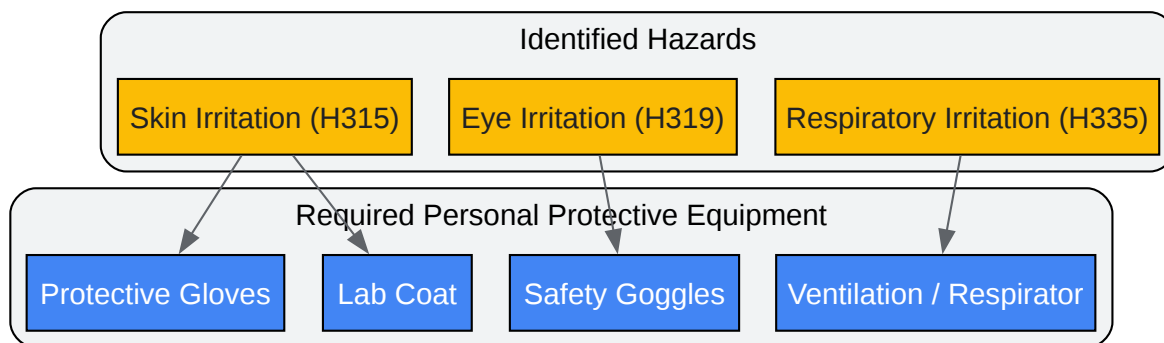 Identified Hazards
Skin Irritation (H315)
Eye Irritation (H319)
Respiratory Irritation (H335)
Required Personal Protective Equipment
Protective Gloves
Lab Coat
Safety Goggles
Ventilation / Respirator